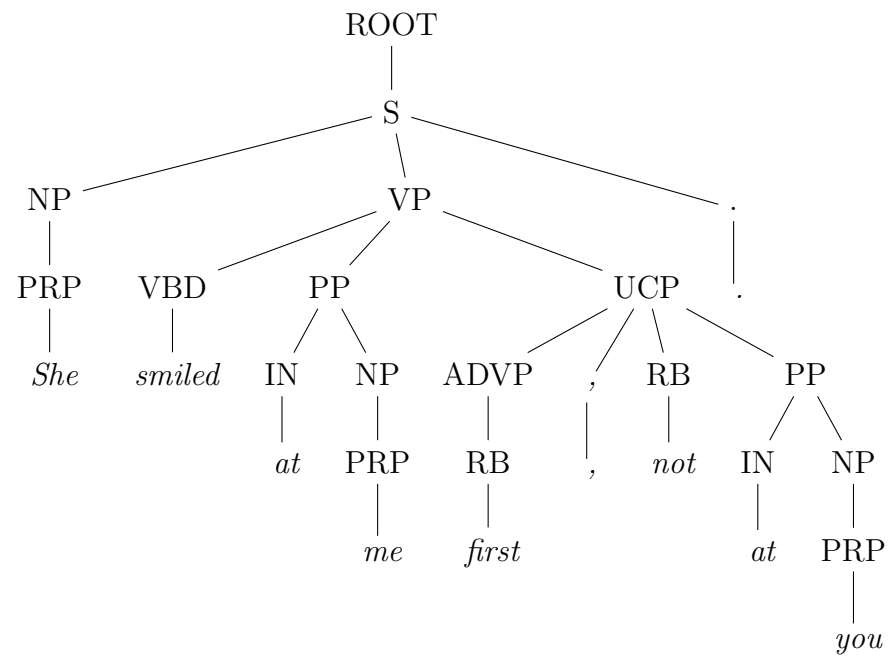 ROOT
S
NP VP .
PRP VBD PP UCP .
She smiled IN NP ADVP , RB PP
at PRP RB , not IN NP
me first at PRP
you